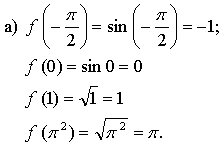 а) f(-π/2) = sin(-π/2) = -1;
f(0) = sin 0 = 0
f(1) = √1 = 1
f(π²) = √π² = π.